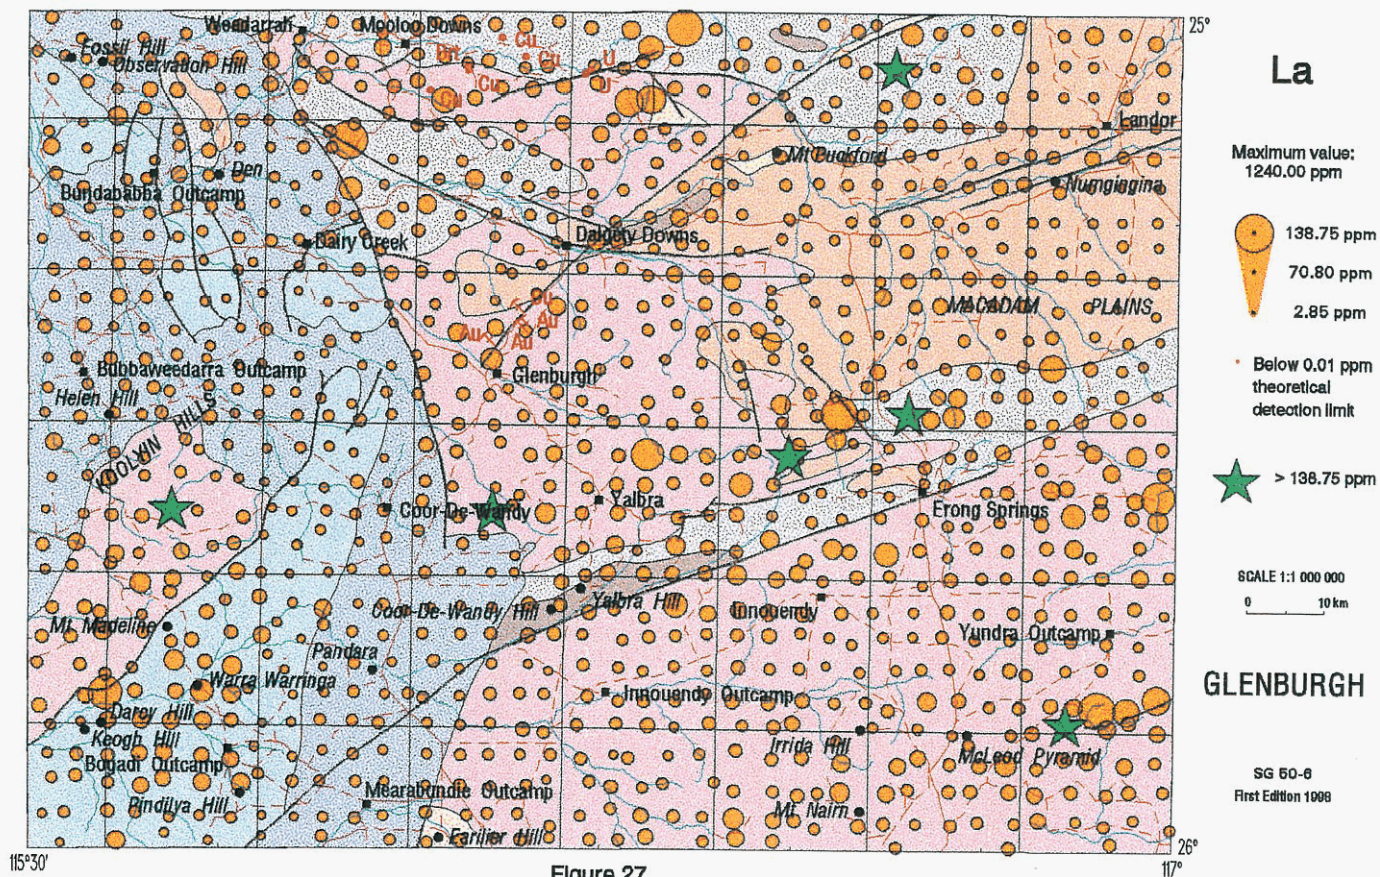 Weedarrah
Mooloo Downs
25°
Fossil Hill
Observation Hill
Cu
Cu
U
Cu
U
Landor
Mt Puckford
Den
Numgingina
Bundababba Outcamp
Dairy Creek
Dalgety Downs
MACADAM PLAINS
Au
Au
Au
Bubbaweedarra Outcamp
Glenburgh
Helen Hill
KOOLKIN HILLS
Coor-De-Wandy
Yalbra
Erong Springs
Coor-De-Wandy Hill
Yalbra Hill
Innouendy
Mt. Madeline
Yundra Outcamp
Pandara
Warra Warringa
Innouendy Outcamp
Darcy Hill
Keogh Hill
Irrida Hill
McLeod Pyramid
Bogadi Outcamp
Pindilya Hill
Mearabundie Outcamp
Mt. Nairn
Earilier Hill
115°30'
Figure 27
117°
26°
La
Maximum value:
1240.00 ppm
138.75 ppm
70.80 ppm
2.85 ppm
Below 0.01 ppm
theoretical
detection limit
> 138.75 ppm
SCALE 1:1 000 000
0 10 km
GLENBURGH
SG 50-6
First Edition 1998